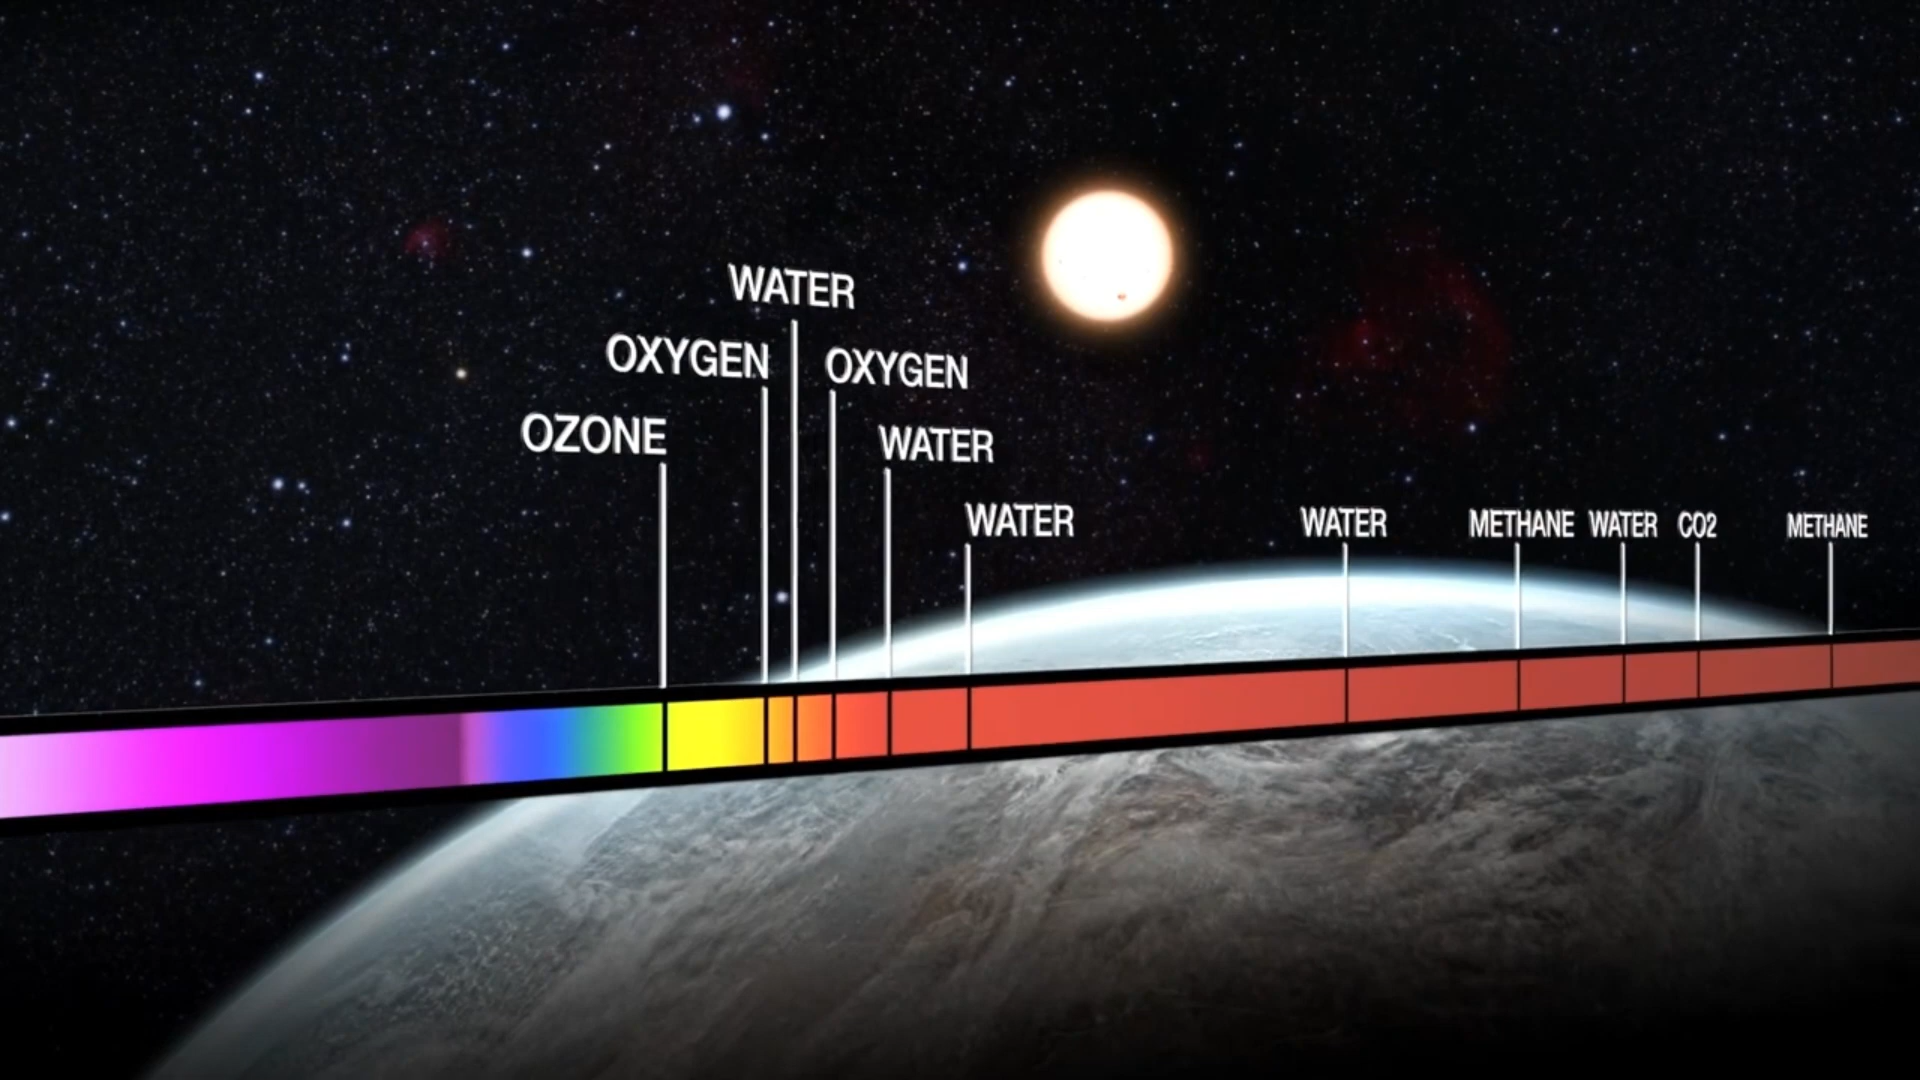 WATER
OXYGEN
OXYGEN
OZONE
WATER
WATER
WATER
METHANE
WATER
CO2
METHANE